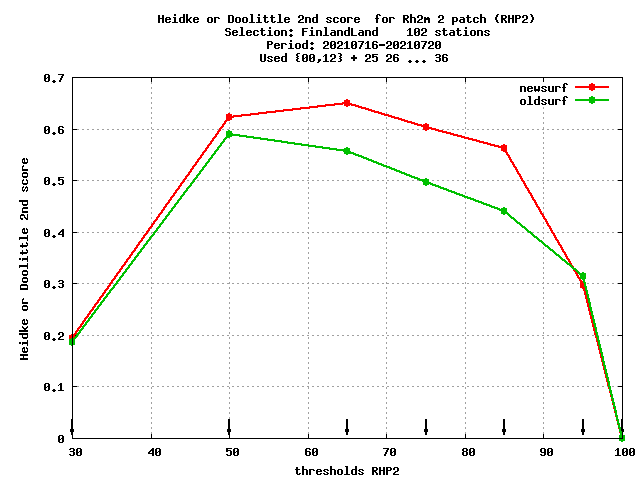 Heidke or Doolittle 2nd score  for Rh2m 2 patch (RHP2)
Selection: FinlandLand    102 stations
Period: 20210716-20210720
Used {00,12} + 25 26 ... 36
newsurf
oldsurf
Heidke or Doolittle 2nd score
0.7
0.6
0.5
0.4
0.3
0.2
0.1
0
30 40 50 60 70 80 90 100
thresholds RHP2